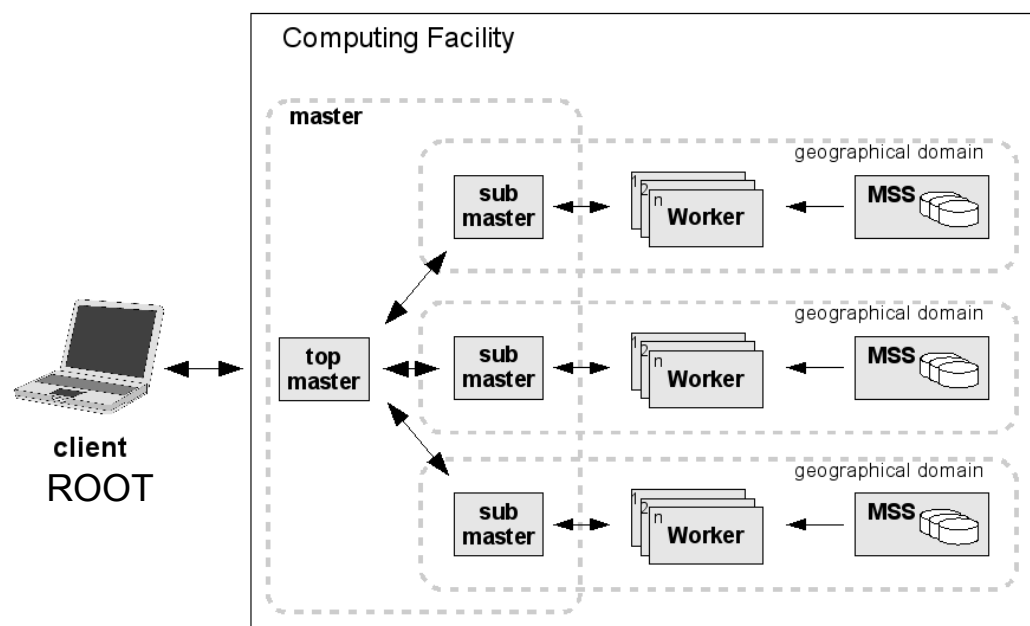 Computing Facility
master
geographical domain
sub
master
1
2
n
Worker
MSS
geographical domain
top
master
sub
master
1
2
n
Worker
MSS
client
ROOT
geographical domain
sub
master
1
2
n
Worker
MSS